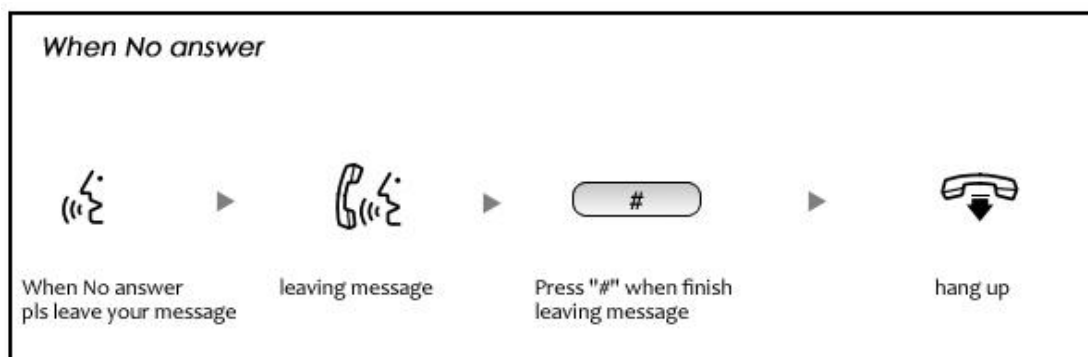 When No answer
#
When No answer
pls leave your message
leaving message
Press "#" when finish
leaving message
hang up